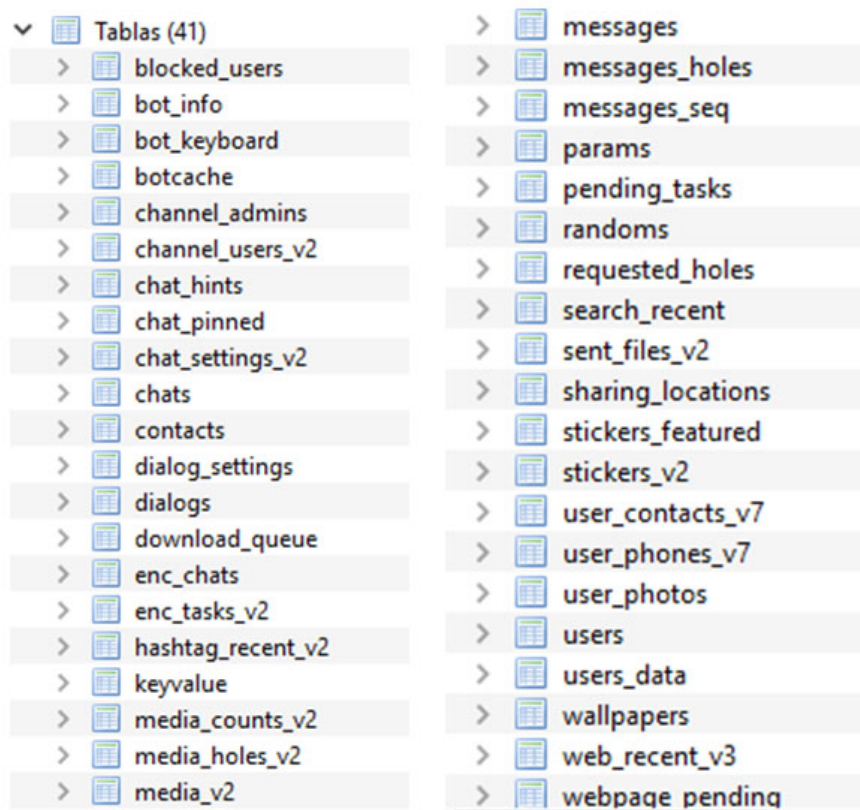 Tablas (41)
blocked_users
bot_info
bot_keyboard
botcache
channel_admins
channel_users_v2
chat_hints
chat_pinned
chat_settings_v2
chats
contacts
dialog_settings
dialogs
download_queue
enc_chats
enc_tasks_v2
hashtag_recent_v2
keyvalue
media_counts_v2
media_holes_v2
media_v2
messages
messages_holes
messages_seq
params
pending_tasks
randoms
requested_holes
search_recent
sent_files_v2
sharing_locations
stickers_featured
stickers_v2
user_contacts_v7
user_phones_v7
user_photos
users
users_data
wallpapers
web_recent_v3
webpage_pending